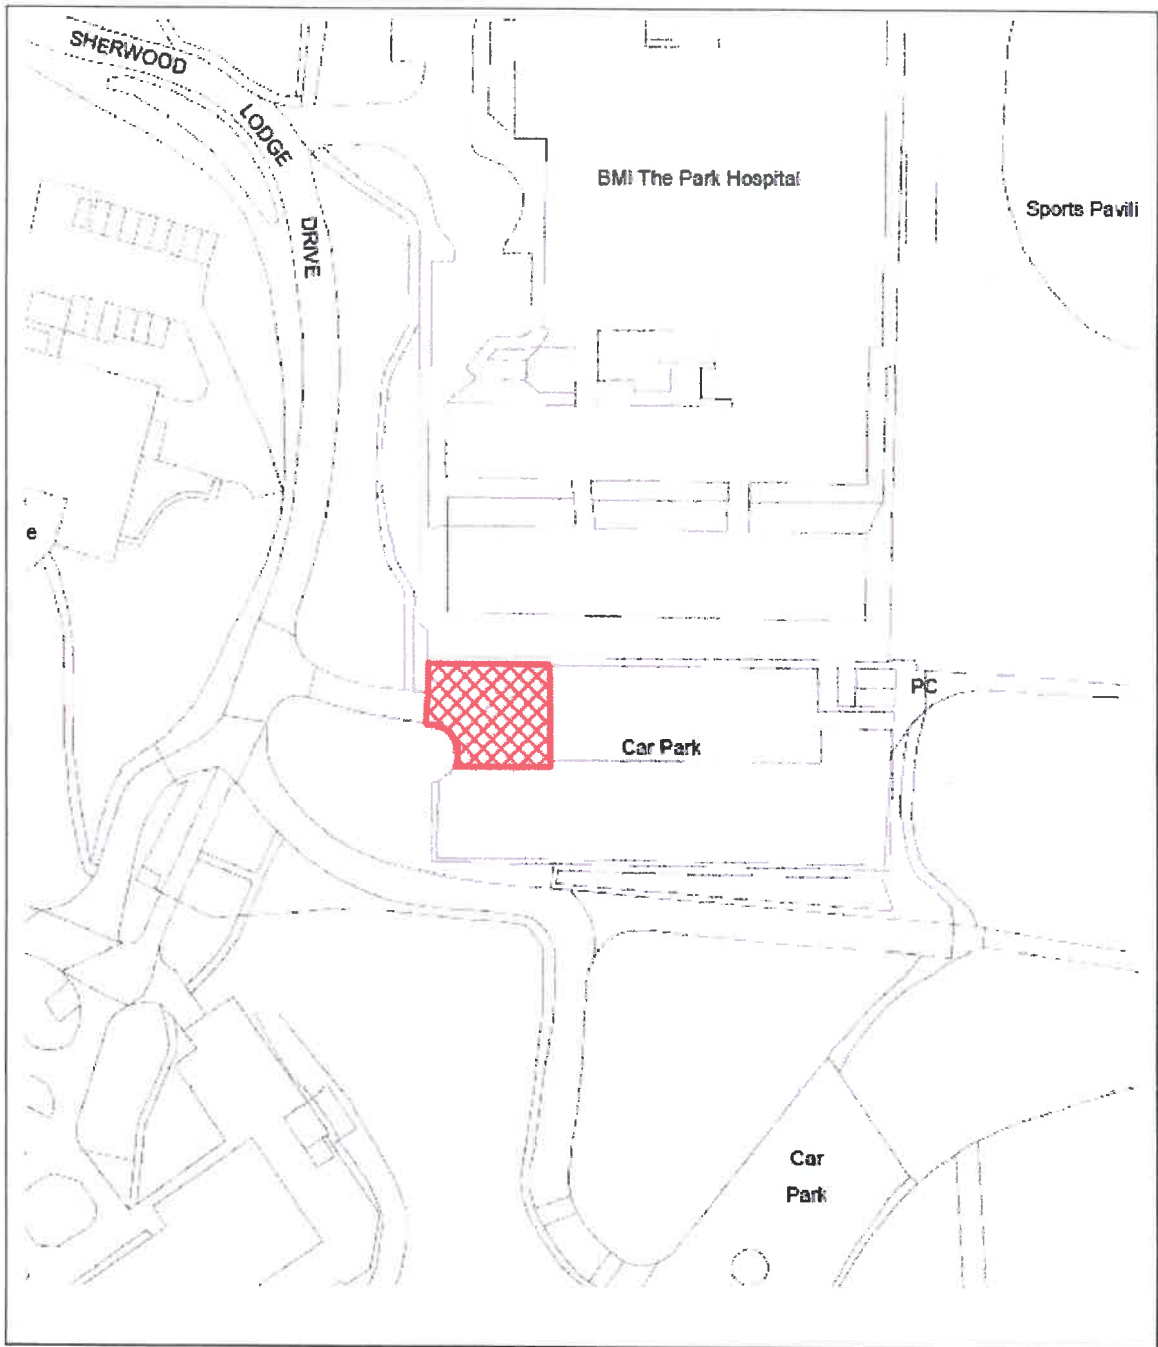 SHERWOOD
LODGE
DRIVE
BMI The Park Hospital
Sports Pavili
e
PC
Car Park
Car
Park